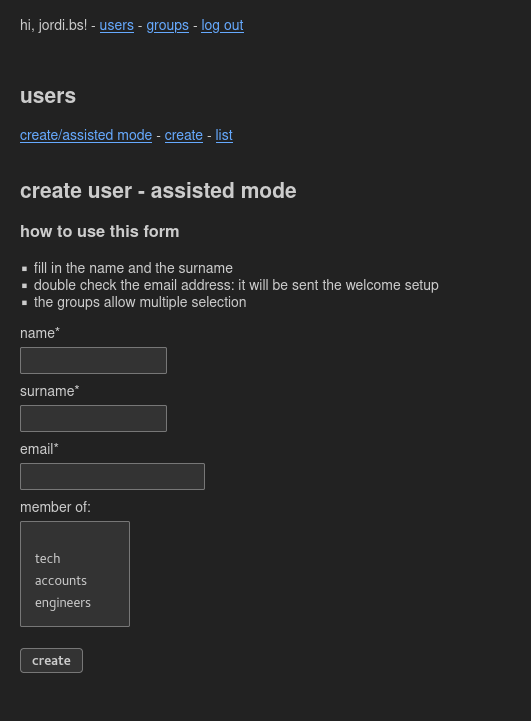 hi, jordi.bs! - users - groups - log out
users
create/assisted mode - create - list
create user - assisted mode
how to use this form
▪ fill in the name and the surname
▪ double check the email address: it will be sent the welcome setup
▪ the groups allow multiple selection
name*
surname*
email*
member of:
tech
accounts
engineers
create